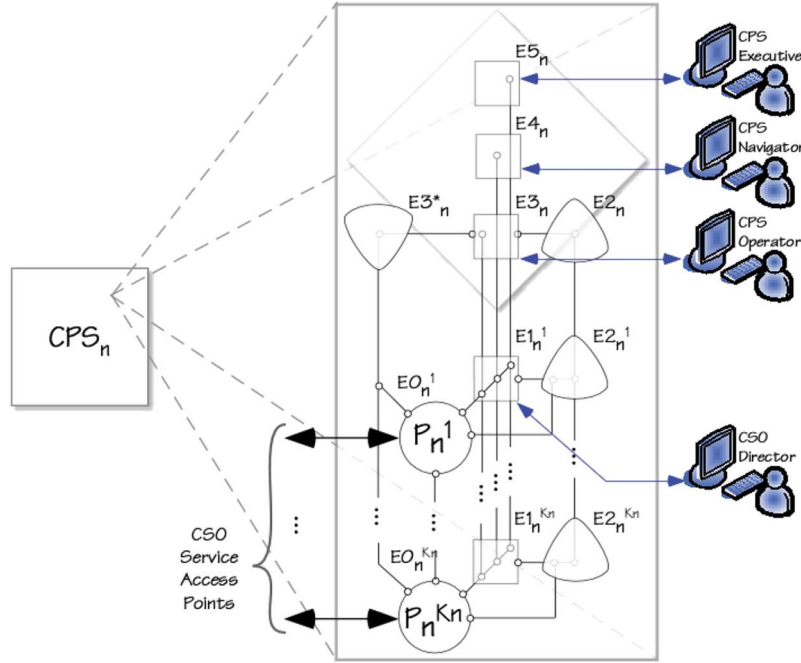 E5n
CPS
Executive
E4n
CPS
Navigator
E3*n
E3n
E2n
CPS
Operator
CPSn
E1n1
E2n1
E0n1
Pn1
CSO
Director
...
CSO
Service
Access
Points
E0nKn
E1nKn
E2nKn
PnKn